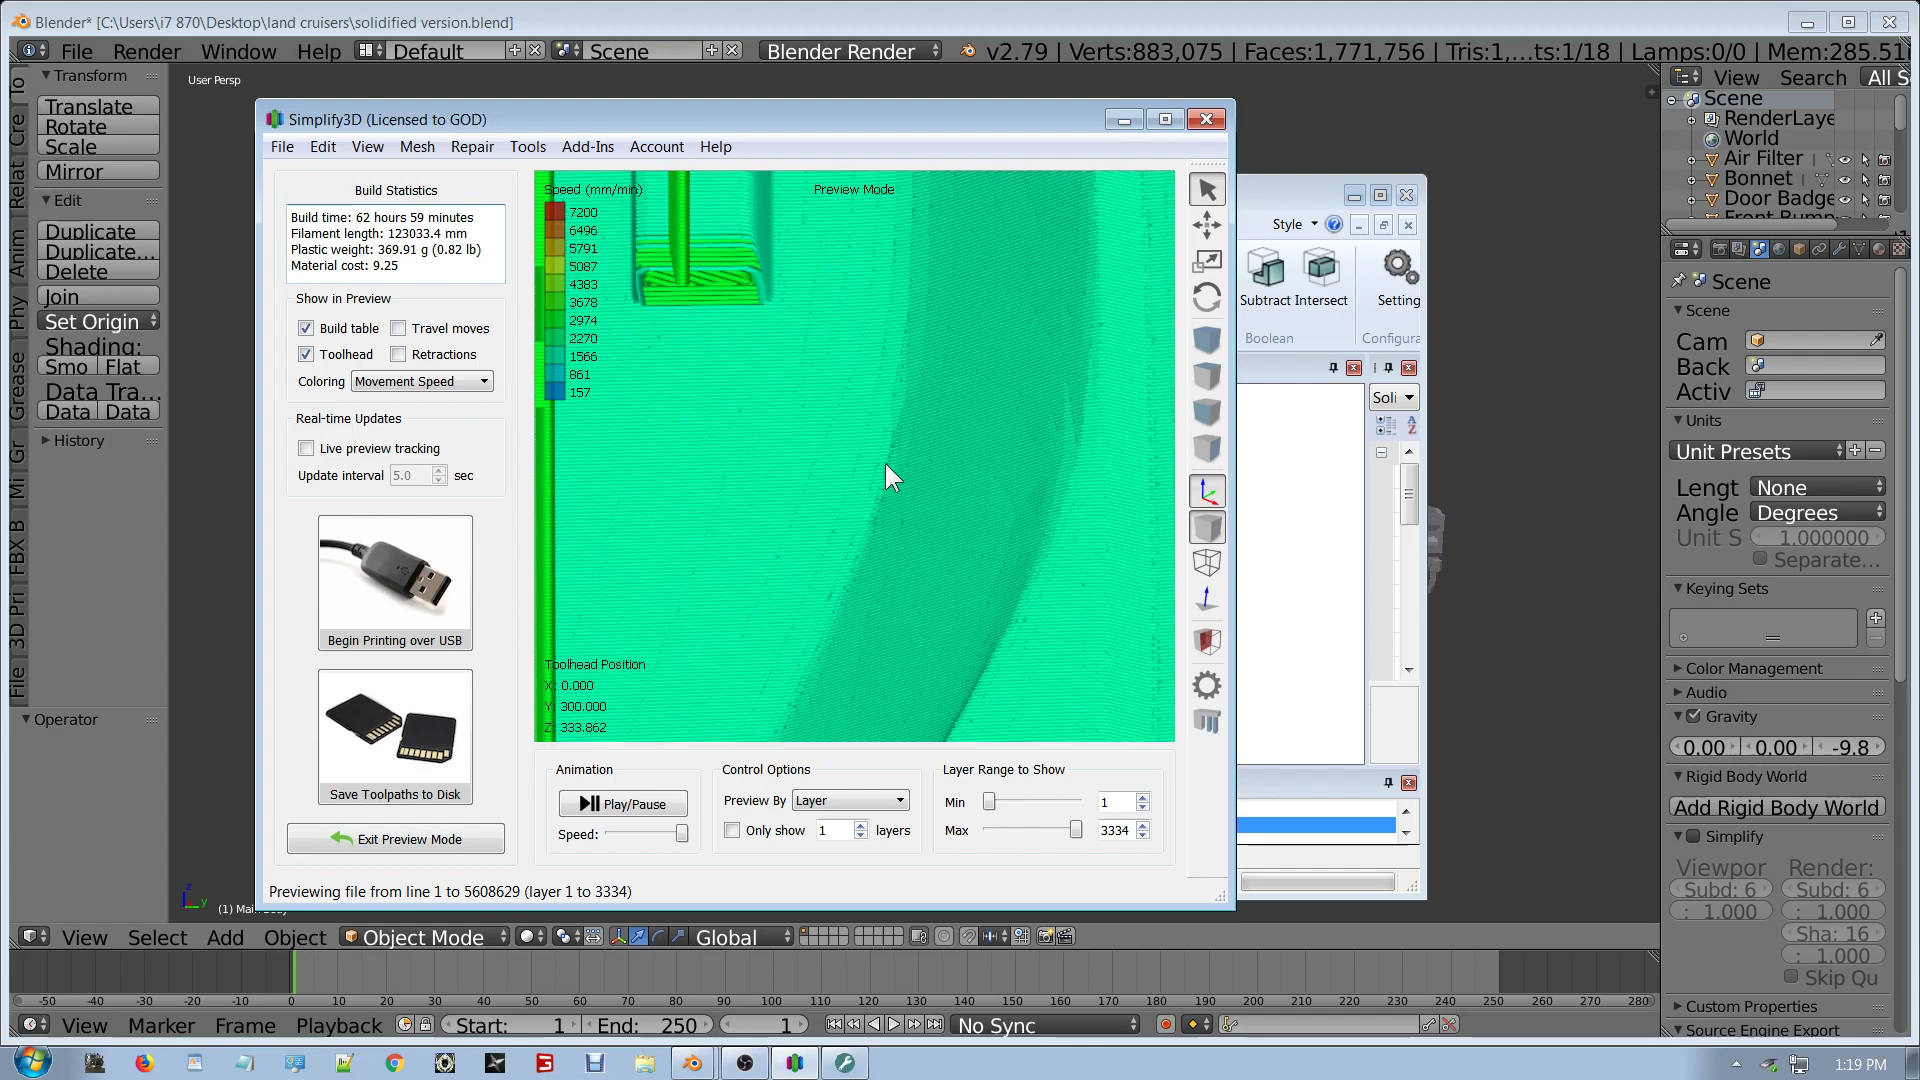 Blender* [C:\Users\i7 870\Desktop\land cruisers\solidified version.blend]
File Render Window Help Default Scene Blender Render v2.79 | Verts:883,075 | Faces:1,771,756 | Tris:1,...ts:1/18 | Lamps:0/0 | Mem:285.51
Transform
Translate
Rotate
Scale
Mirror
Edit
Duplicate
Duplicate...
Delete
Join
Set Origin
Shading:
Smo Flat
Data Tra...
Data Data
History
Operator
To
Cre
Relat
Anim
Phy
Grease
Gr
Mi
FBX B
3D Pri
File
User Persp
Simplify3D (Licensed to GOD)
File Edit View Mesh Repair Tools Add-Ins Account Help
Build Statistics
Build time: 62 hours 59 minutes
Filament length: 123033.4 mm
Plastic weight: 369.91 g (0.82 lb)
Material cost: 9.25
Show in Preview
Build table Travel moves
Toolhead Retractions
Coloring Movement Speed
Real-time Updates
Live preview tracking
Update interval 5.0 sec
Begin Printing over USB
Save Toolpaths to Disk
Exit Preview Mode
Speed (mm/min)
Preview Mode
7200
6496
5791
5087
4383
3678
2974
2270
1566
861
157
Toolhead Position
X: 0.000
Y: 300.000
Z: 333.862
Animation
Play/Pause
Speed:
Control Options
Preview By Layer
Only show 1 layers
Layer Range to Show
Min 1
Max 3334
Previewing file from line 1 to 5608629 (layer 1 to 3334)
Style
Subtract Intersect Setting
Boolean Configura
Soli
View Search All S
Scene
RenderLaye
World
Air Filter
Bonnet
Door Badge
Front Bump
Scene
Scene
Cam
Back
Activ
Units
Unit Presets
Lengt None
Angle Degrees
Unit S 1.000000
Separate...
Keying Sets
Color Management
Audio
Gravity
0.00 0.00 -9.8
Rigid Body World
Add Rigid Body World
Simplify
Viewpor Render:
Subd: 6 Subd: 6
: 1.000 : 1.000
Sha: 16
: 1.000
Skip Qu
Custom Properties
Source Engine Export
z
y
(1) Mai
View Select Add Object Object Mode Global
-50 -40 -30 -20 -10 0 10 20 30 40 50 60 70 80 90 100 110 120 130 140 150 160 170 180 190 200 210 220 230 240 250 260 270 280
View Marker Frame Playback Start: 1 End: 250 1 No Sync
1:19 PM